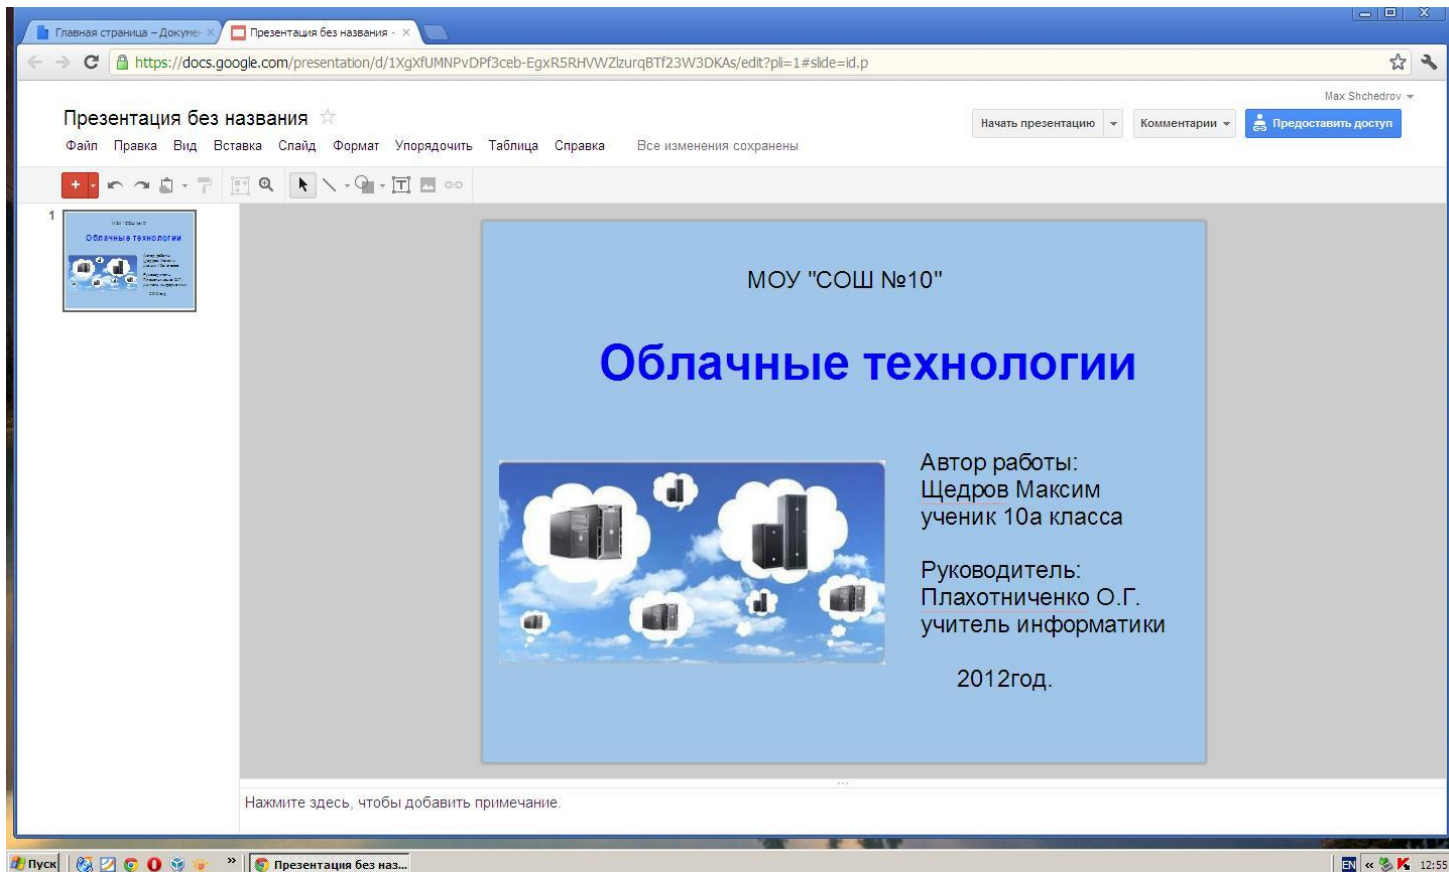 Главная страница – Докумен
Презентация без названия -
https://docs.google.com/presentation/d/1XgXfUMNPvDPf3ceb-EgxR5RHVWZlzurqBTf23W3DKAs/edit?pli=1#slide=id.p
Max Shchedrov
Презентация без названия
Начать презентацию
Комментарии
Предоставить доступ
Файл Правка Вид Вставка Слайд Формат Упорядочить Таблица Справка Все изменения сохранены
1
Облачные технологии
МОУ "СОШ №10"
Облачные технологии
Автор работы:
Щедров Максим
ученик 10а класса
Руководитель:
Плахотниченко О.Г.
учитель информатики
2012год.
Нажмите здесь, чтобы добавить примечание.
Пуск
Презентация без наз...
EN
12:55